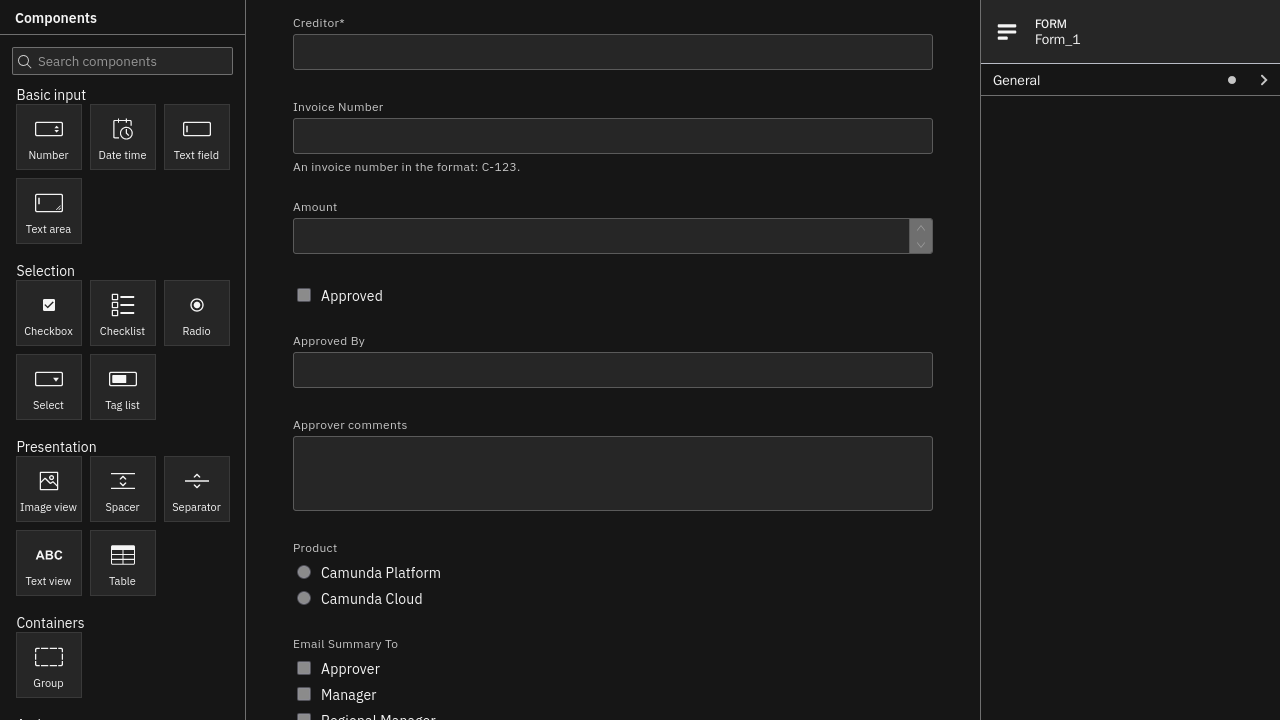 Components
Search components
Basic input
Number
Date time
Text field
Text area
Selection
Checkbox
Checklist
Radio
Select
Tag list
Presentation
Image view
Spacer
Separator
ABC
Text view
Table
Containers
Group
Creditor*
Invoice Number
An invoice number in the format: C-123.
Amount
Approved
Approved By
Approver comments
Product
Camunda Platform
Camunda Cloud
Email Summary To
Approver
Manager
Regional Manager
FORM
Form_1
General